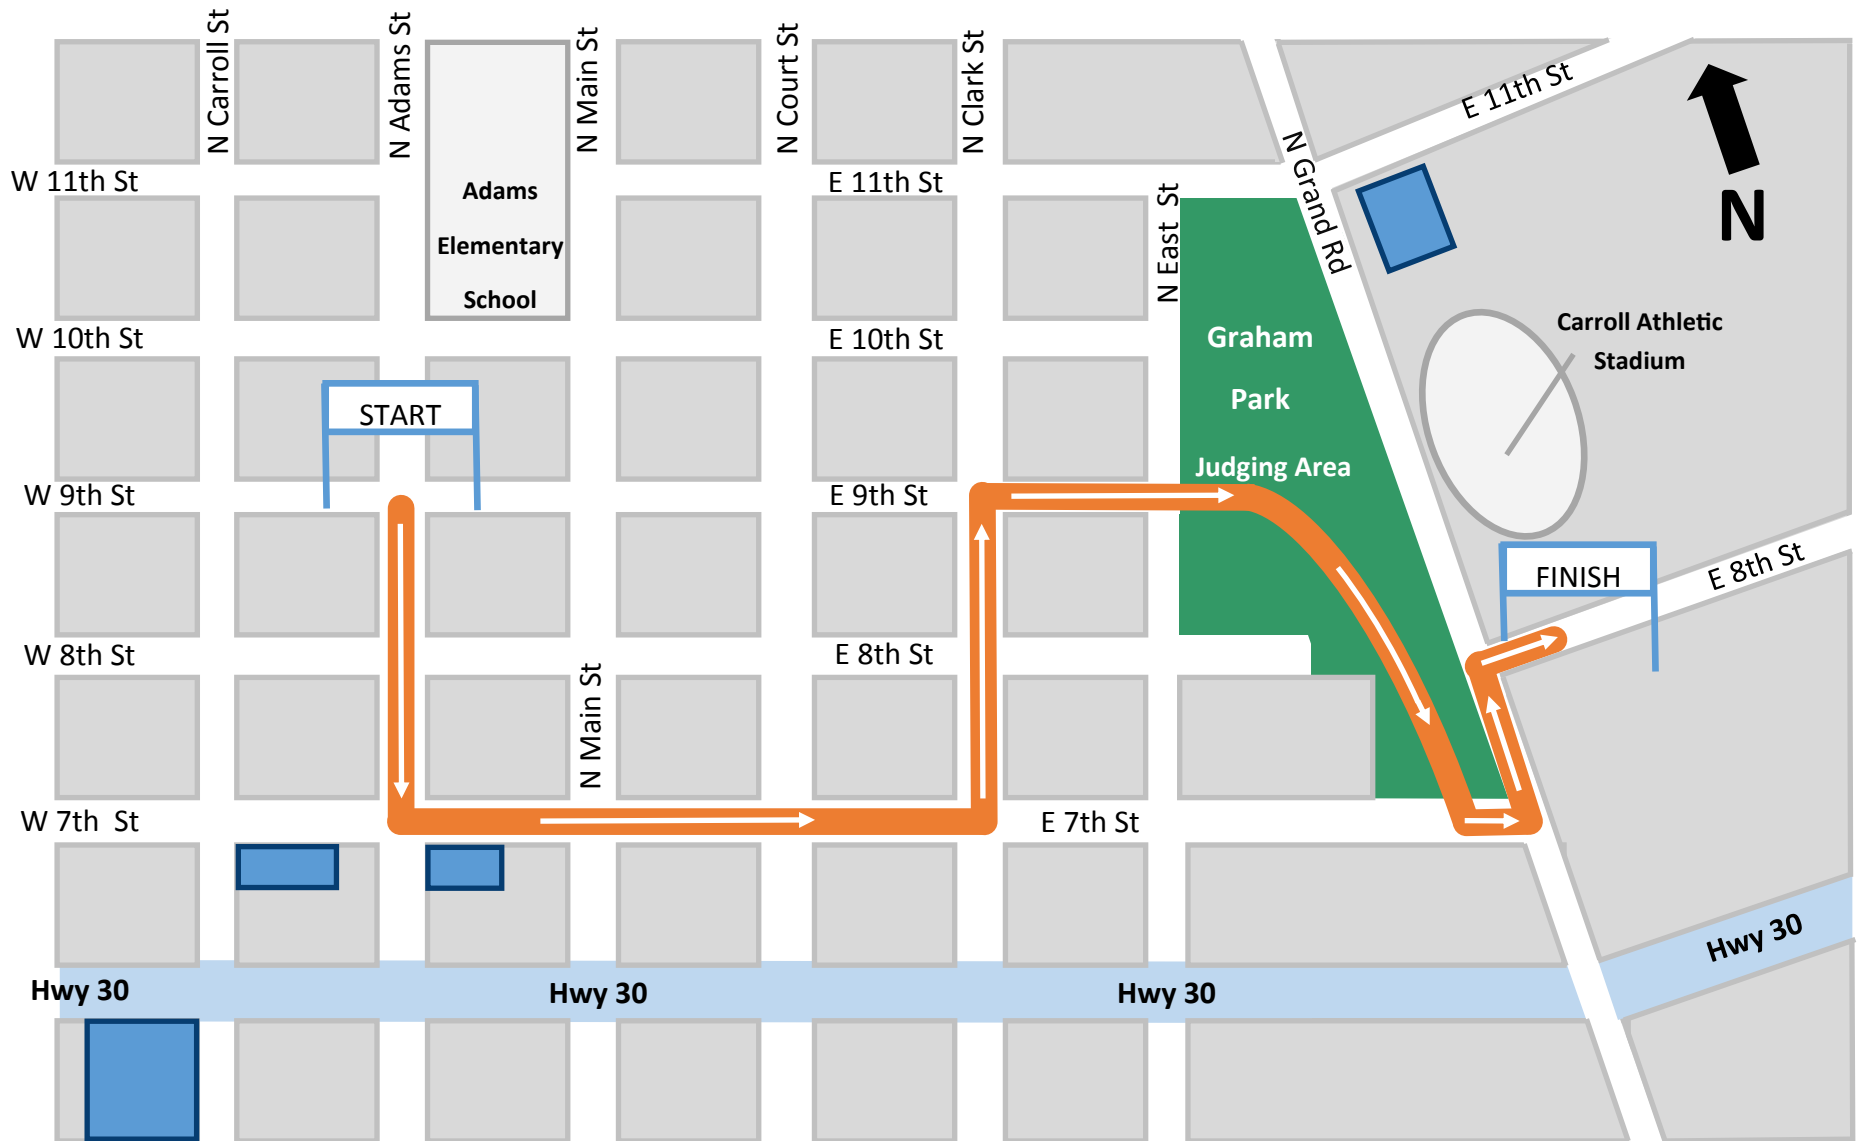 N Carroll St
N Adams St
N Main St
N Court St
N Clark St
E 11th St
N Grand Rd
W 11th St
Adams
Elementary
School
E 11th St
N East  St
N
W 10th St
E 10th St
Graham
Park
Judging Area
Carroll Athletic
Stadium
START
W 9th St
E 9th St
FINISH
E 8th St
W 8th St
E 8th St
N Main St
W 7th  St
E 7th St
Hwy 30
Hwy 30
Hwy 30
Hwy 30